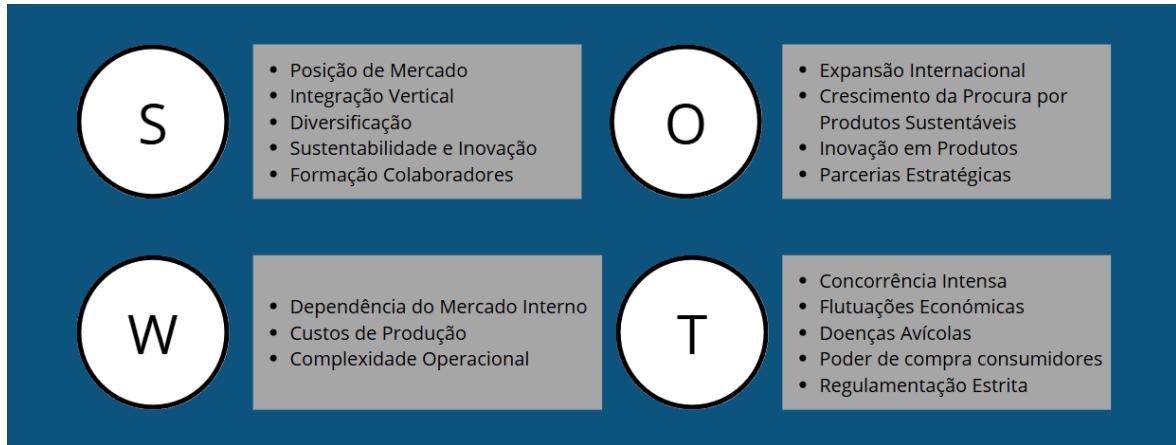 S
• Posição de Mercado
• Integração Vertical
• Diversificação
• Sustentabilidade e Inovação
• Formação Colaboradores
O
• Expansão Internacional
• Crescimento da Procura por
Produtos Sustentáveis
• Inovação em Produtos
• Parcerias Estratégicas
W
• Dependência do Mercado Interno
• Custos de Produção
• Complexidade Operacional
T
• Concorrência Intensa
• Flutuações Económicas
• Doenças Avícolas
• Poder de compra consumidores
• Regulamentação Estrita